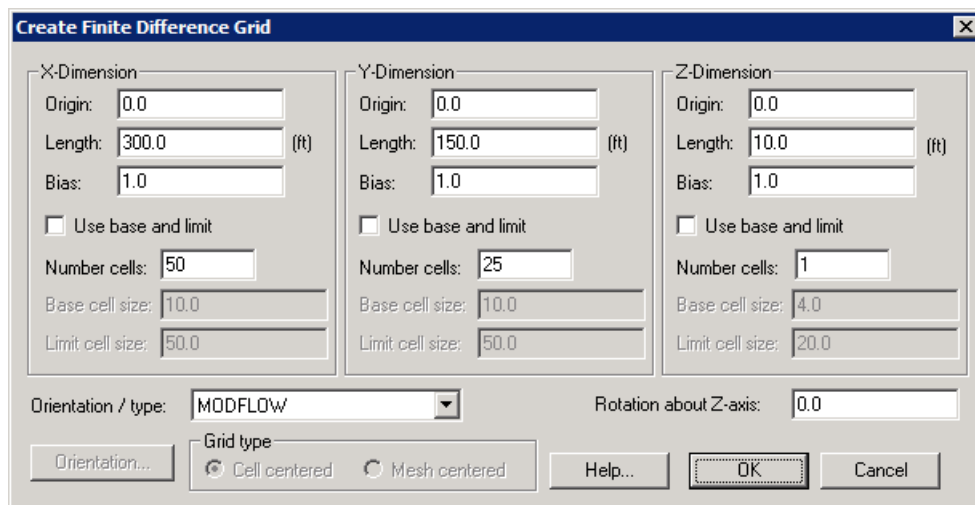 Create Finite Difference Grid
X-Dimension
Origin: 0.0
Length: 300.0 (ft)
Bias: 1.0
Use base and limit
Number cells: 50
Base cell size: 10.0
Limit cell size: 50.0
Y-Dimension
Origin: 0.0
Length: 150.0 (ft)
Bias: 1.0
Use base and limit
Number cells: 25
Base cell size: 10.0
Limit cell size: 50.0
Z-Dimension
Origin: 0.0
Length: 10.0 (ft)
Bias: 1.0
Use base and limit
Number cells: 1
Base cell size: 4.0
Limit cell size: 20.0
Orientation / type: MODFLOW
Rotation about Z-axis: 0.0
Orientation...
Grid type
Cell centered Mesh centered
Help... OK Cancel